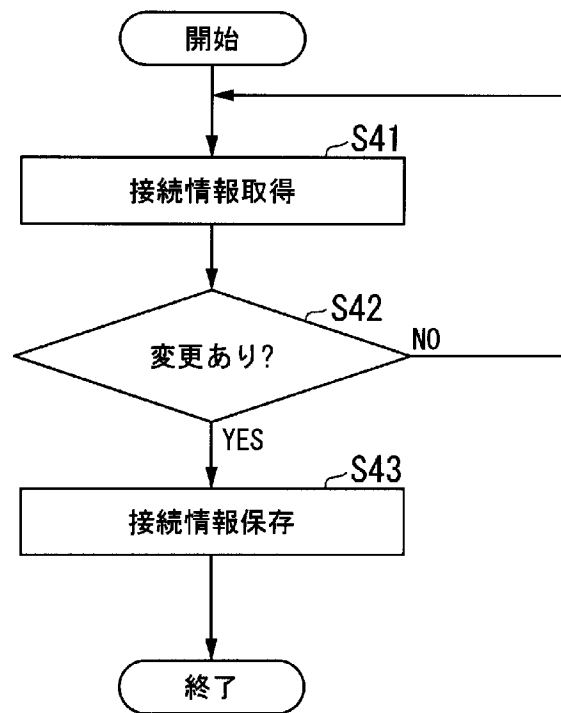 開始
S41
接続情報取得
S42
変更あり?
NO
YES
S43
接続情報保存
終了